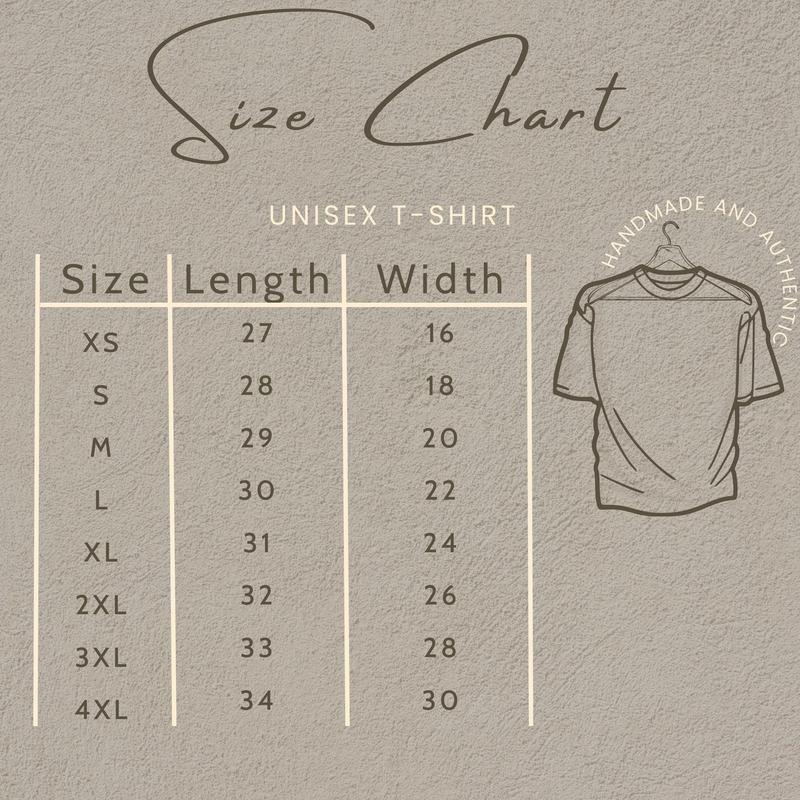 Size Chart
UNISEX T-SHIRT
HANDMADE AND AUTHENTIC
Size Length Width
XS 27 16
S 28 18
M 29 20
L 30 22
XL 31 24
2XL 32 26
3XL 33 28
4XL 34 30